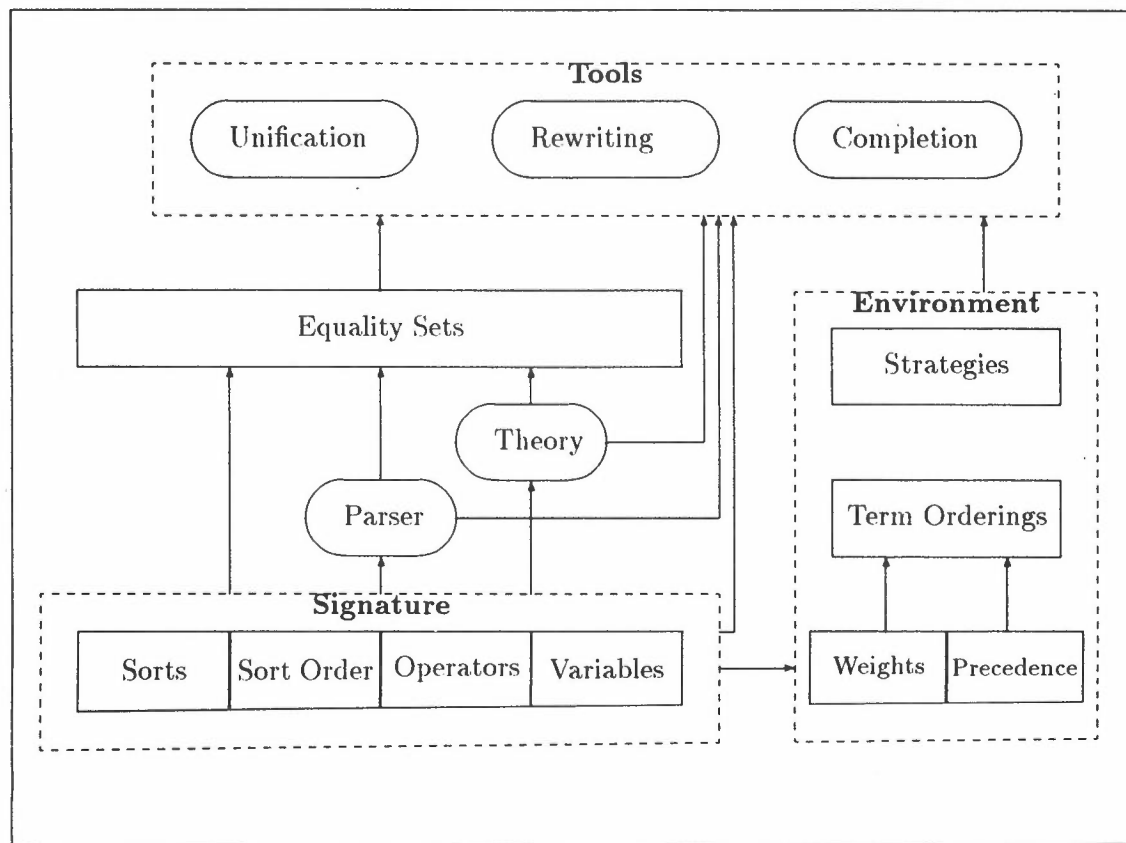 Tools
Unification
Rewriting
Completion
Environment
Equality Sets
Strategies
Theory
Parser
Term Orderings
Signature
Sorts
Sort Order
Operators
Variables
Weights
Precedence